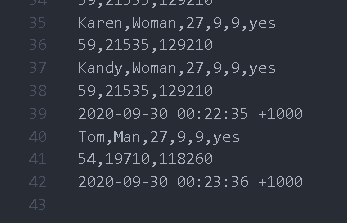 34 59,21535,129210
35 Karen,Woman,27,9,9,yes
36 59,21535,129210
37 Kandy,Woman,27,9,9,yes
38 59,21535,129210
39 2020-09-30 00:22:35 +1000
40 Tom,Man,27,9,9,yes
41 54,19710,118260
42 2020-09-30 00:23:36 +1000
43